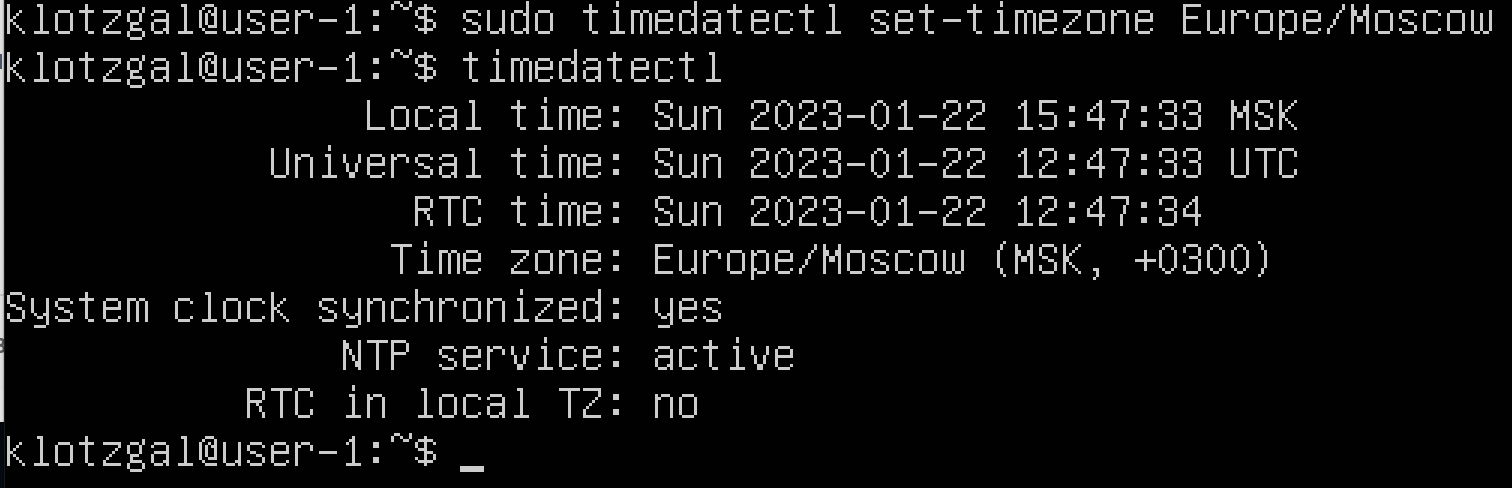 klotzgal@user-1:~$ sudo timedatectl set-timezone Europe/Moscow
klotzgal@user-1:~$ timedatectl
Local time: Sun 2023-01-22 15:47:33 MSK
Universal time: Sun 2023-01-22 12:47:33 UTC
RTC time: Sun 2023-01-22 12:47:34
Time zone: Europe/Moscow (MSK, +0300)
System clock synchronized: yes
NTP service: active
RTC in local TZ: no
klotzgal@user-1:~$ _